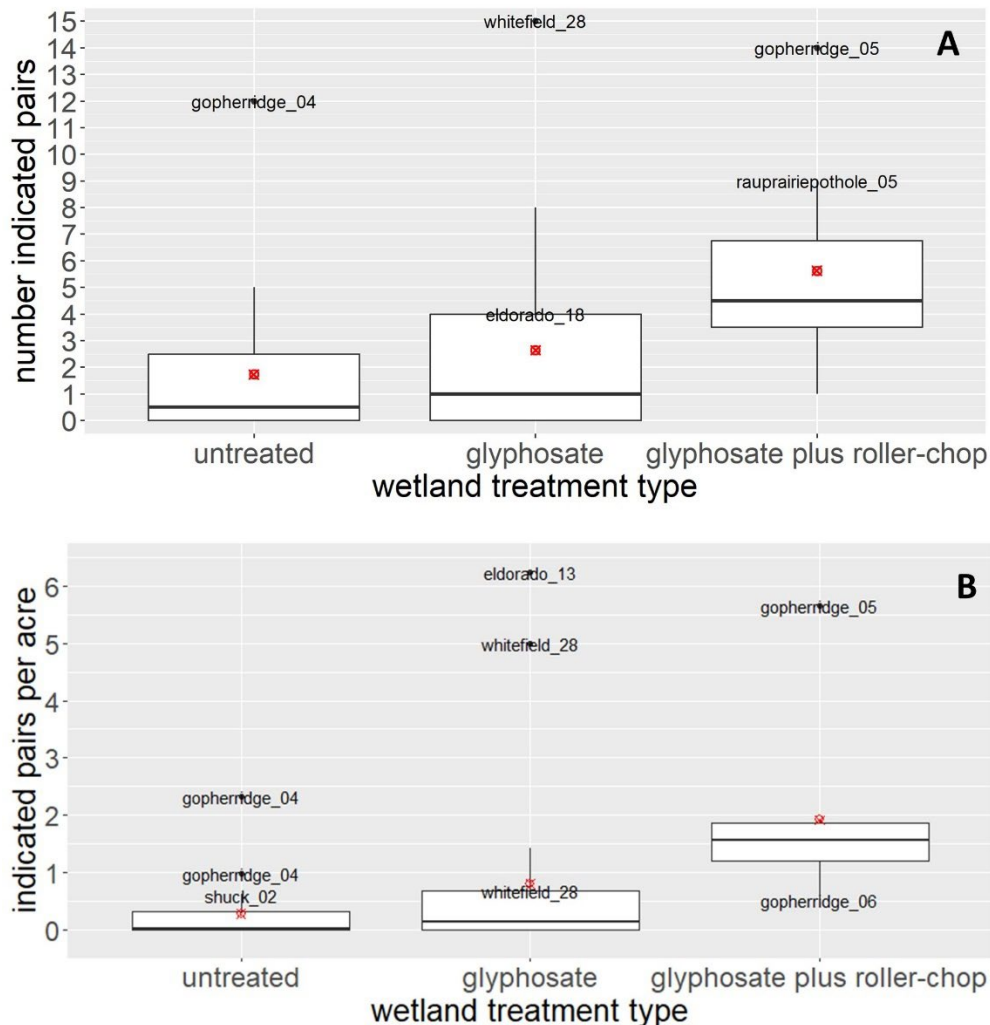 A
number indicated pairs
15
14
13
12
11
10
9
8
7
6
5
4
3
2
1
0
whitefield_28
gopherridge_05
gopherridge_04
rauprairiepothole_05
eldorado_18
untreated glyphosate glyphosate plus roller-chop
wetland treatment type
B
indicated pairs per acre
6
5
4
3
2
1
0
eldorado_13
gopherridge_05
whitefield_28
gopherridge_04
gopherridge_04
shuck_02
whitefield_28
gopherridge_06
untreated glyphosate glyphosate plus roller-chop
wetland treatment type